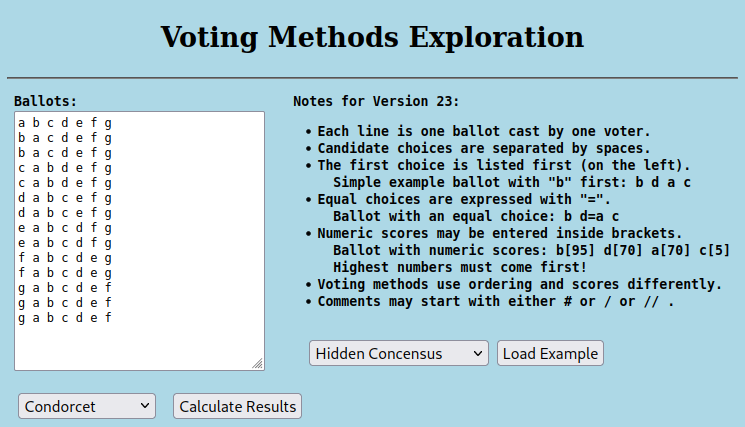 Voting Methods Exploration
Ballots:
a b c d e f g
b a c d e f g
b a c d e f g
c a b d e f g
c a b d e f g
d a b c e f g
d a b c e f g
e a b c d f g
e a b c d f g
f a b c d e g
f a b c d e g
g a b c d e f
g a b c d e f
g a b c d e f
Notes for Version 23:
• Each line is one ballot cast by one voter.
• Candidate choices are separated by spaces.
• The first choice is listed first (on the left).
Simple example ballot with "b" first: b d a c
• Equal choices are expressed with "=".
Ballot with an equal choice: b d=a c
• Numeric scores may be entered inside brackets.
Ballot with numeric scores: b[95] d[70] a[70] c[5]
Highest numbers must come first!
• Voting methods use ordering and scores differently.
• Comments may start with either # or / or // .
Hidden Concensus
Load Example
Condorcet
Calculate Results